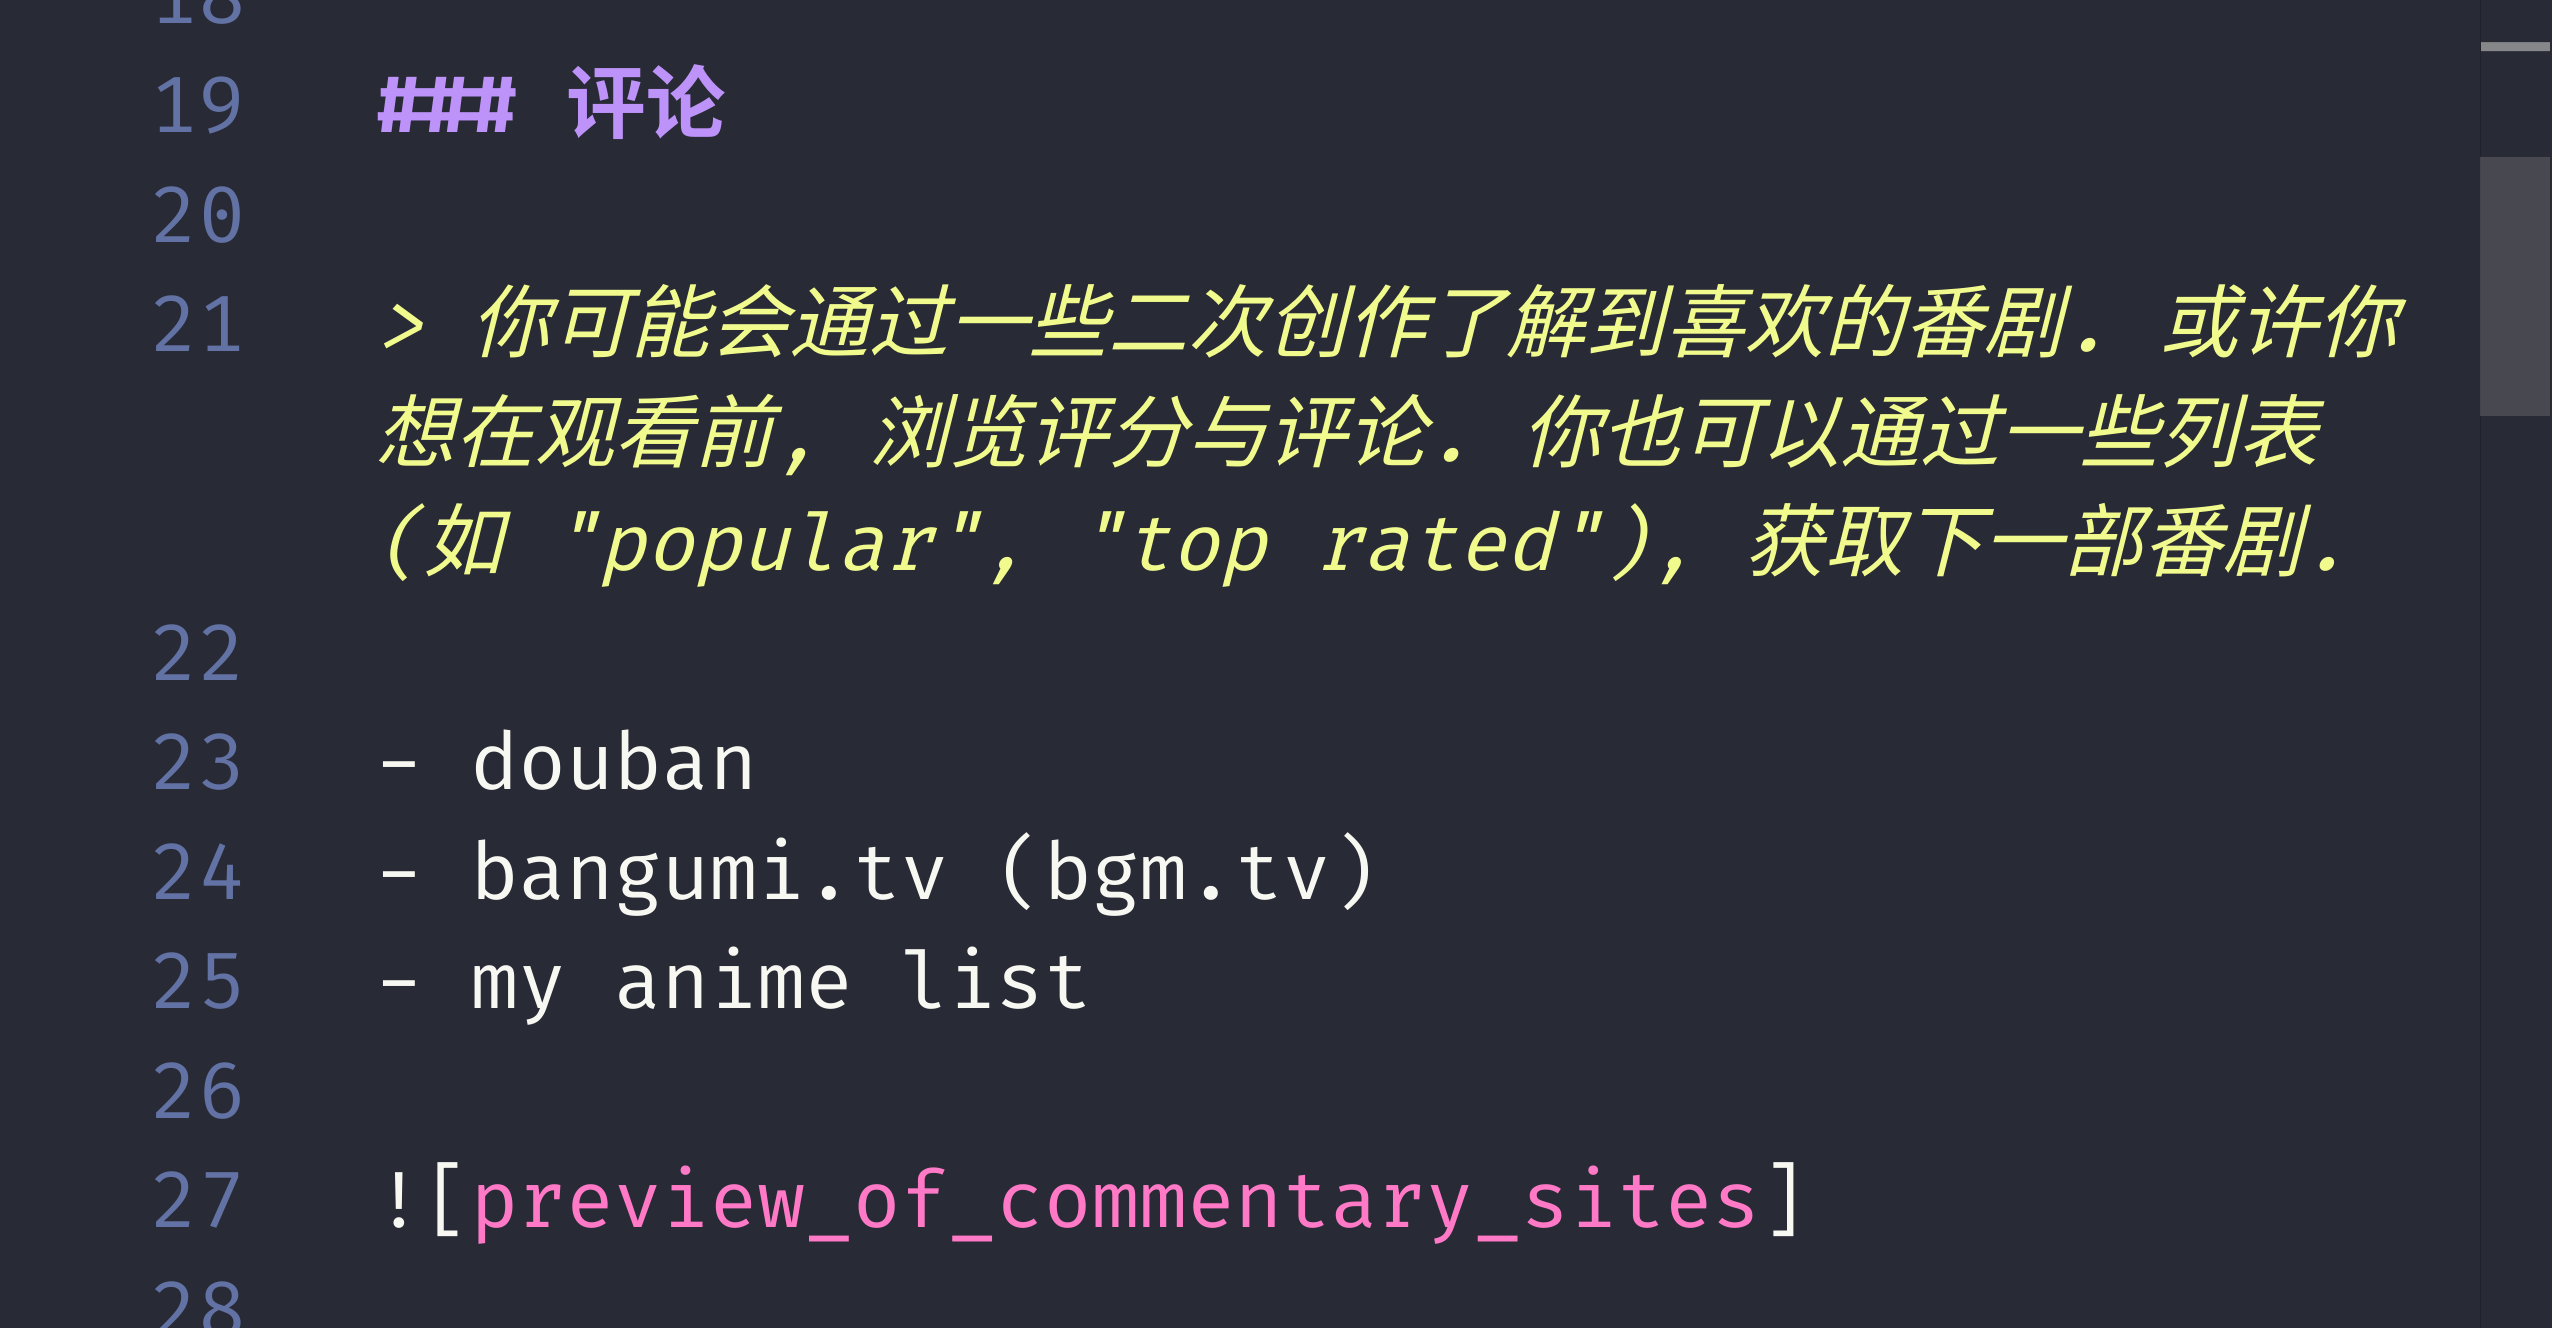 18
19 ### 评论
20
21 > 你可能会通过一些二次创作了解到喜欢的番剧. 或许你
想在观看前, 浏览评分与评论. 你也可以通过一些列表
(如 "popular", "top rated"), 获取下一部番剧.
22
23 - douban
24 - bangumi.tv (bgm.tv)
25 - my anime list
26
27 ![preview_of_commentary_sites]
28